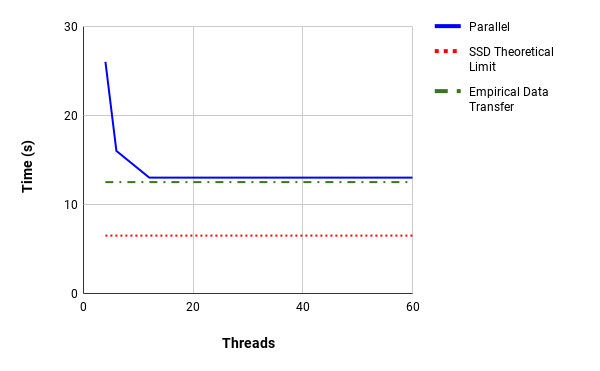 30
20
10
0
0
20
40
60
Time (s)
Threads
Parallel
SSD Theoretical
Limit
Empirical Data
Transfer